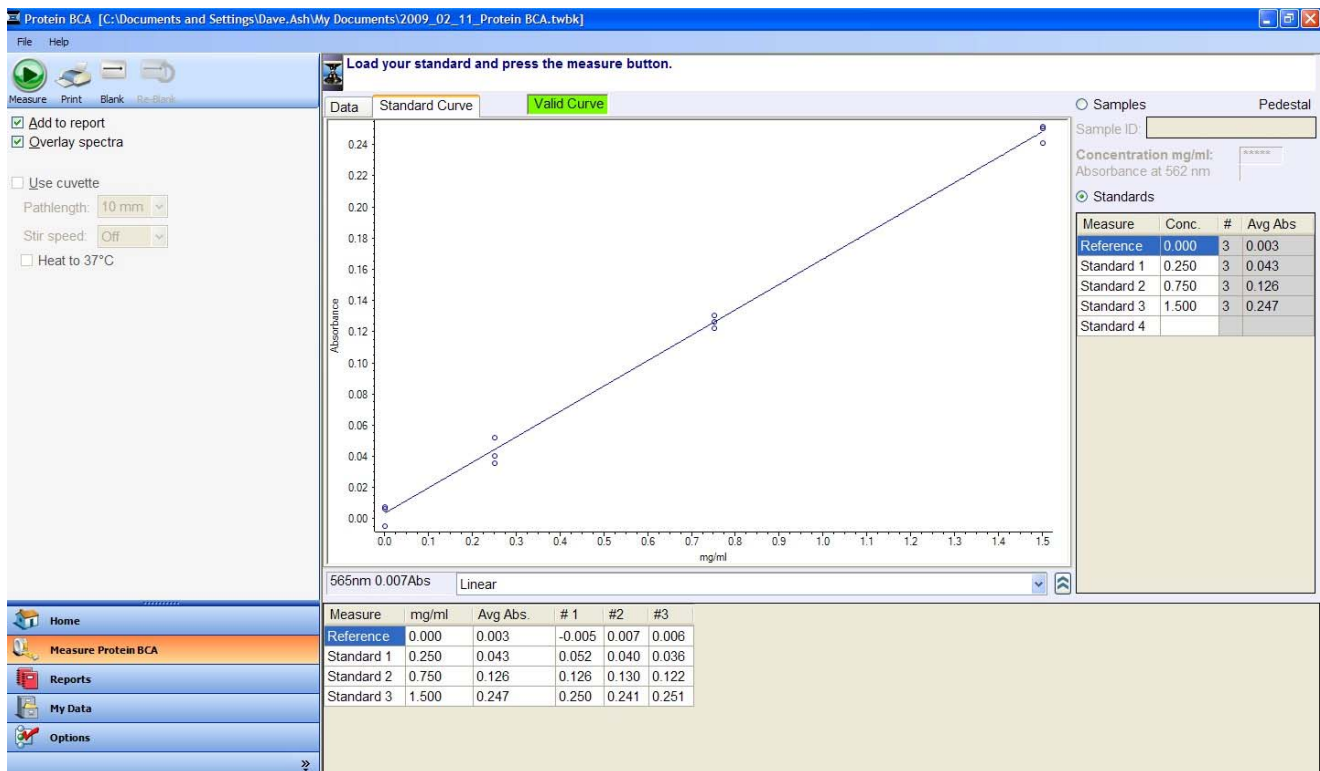 Protein BCA [C:\Documents and Settings\Dave.Ash\My Documents\2009_02_11_Protein BCA.twbk]
File Help
Measure Print Blank Re-Blank
Add to report
Overlay spectra
Use cuvette
Pathlength: 10 mm
Stir speed: Off
Heat to 37°C
Home
Measure Protein BCA
Reports
My Data
Options
Load your standard and press the measure button.
Data Standard Curve Valid Curve
Absorbance
0.24
0.22
0.20
0.18
0.16
0.14
0.12
0.10
0.08
0.06
0.04
0.02
0.00
0.0 0.1 0.2 0.3 0.4 0.5 0.6 0.7 0.8 0.9 1.0 1.1 1.2 1.3 1.4 1.5
mg/ml
565nm 0.007Abs Linear
Samples Pedestal
Sample ID:
Concentration mg/ml: *****
Absorbance at 562 nm
Standards
Measure Conc. # Avg Abs
Reference 0.000 3 0.003
Standard 1 0.250 3 0.043
Standard 2 0.750 3 0.126
Standard 3 1.500 3 0.247
Standard 4
Measure mg/ml Avg Abs. # 1 #2 #3
Reference 0.000 0.003 -0.005 0.007 0.006
Standard 1 0.250 0.043 0.052 0.040 0.036
Standard 2 0.750 0.126 0.126 0.130 0.122
Standard 3 1.500 0.247 0.250 0.241 0.251